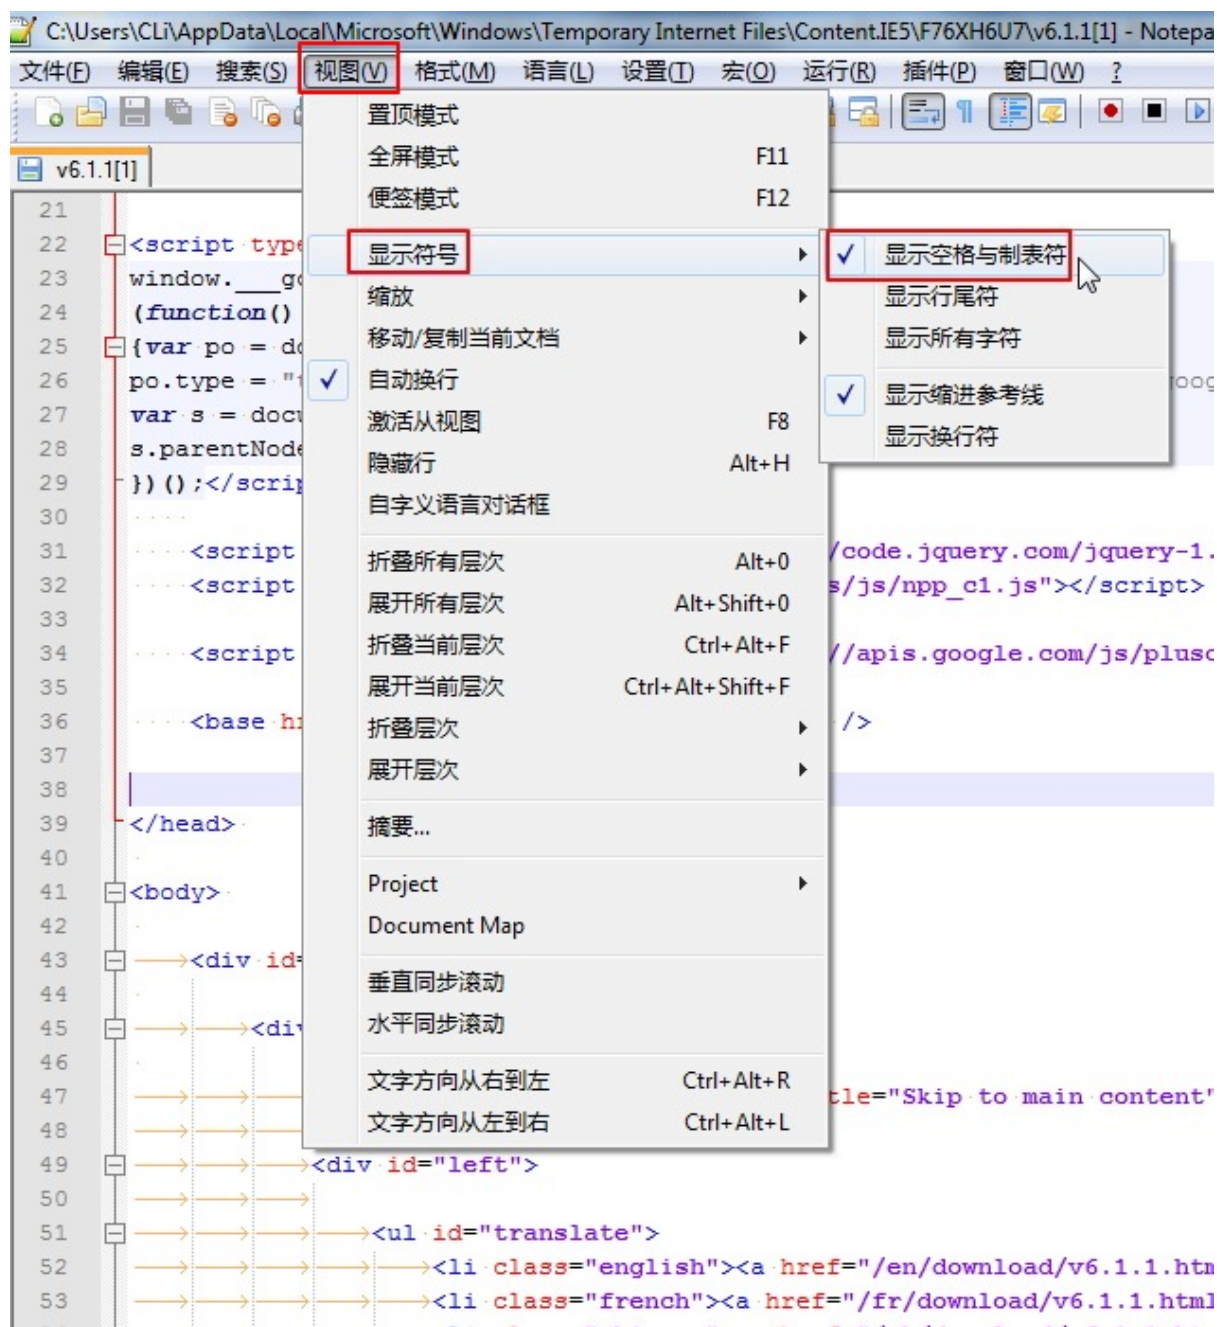 C:\Users\CLi\AppData\Local\Microsoft\Windows\Temporary Internet Files\Content.IE5\F76XH6U7\v6.1.1[1] - Notepa
文件(F) 编辑(E) 搜索(S) 视图(V) 格式(M) 语言(L) 设置(T) 宏(O) 运行(R) 插件(P) 窗口(W) ?
v6.1.1[1]
置顶模式
全屏模式 F11
便签模式 F12
显示符号
缩放
移动/复制当前文档
自动换行
激活从视图 F8
隐藏行 Alt+H
自字义语言对话框
折叠所有层次 Alt+0
展开所有层次 Alt+Shift+0
折叠当前层次 Ctrl+Alt+F
展开当前层次 Ctrl+Alt+Shift+F
折叠层次
展开层次
摘要...
Project
Document Map
垂直同步滚动
水平同步滚动
文字方向从右到左 Ctrl+Alt+R
文字方向从左到右 Ctrl+Alt+L
显示空格与制表符
显示行尾符
显示所有字符
显示缩进参考线
显示换行符
21
22 <script type
23 window.___go
24 (function()
25 {var po = do
26 po.type = "t oog
27 var s = docu
28 s.parentNode
29 })();</scrip
30
31 <script /code.jquery.com/jquery-1.
32 <script s/js/npp_c1.js"></script>
33
34 <script //apis.google.com/js/pluso
35
36 <base hr />
37
38
39 </head>
40
41 <body>
42
43 <div id=
44
45 <div
46
47 tle="Skip to main content"
48
49 <div id="left">
50
51 <ul id="translate">
52 <li class="english"><a href="/en/download/v6.1.1.htm
53 <li class="french"><a href="/fr/download/v6.1.1.html